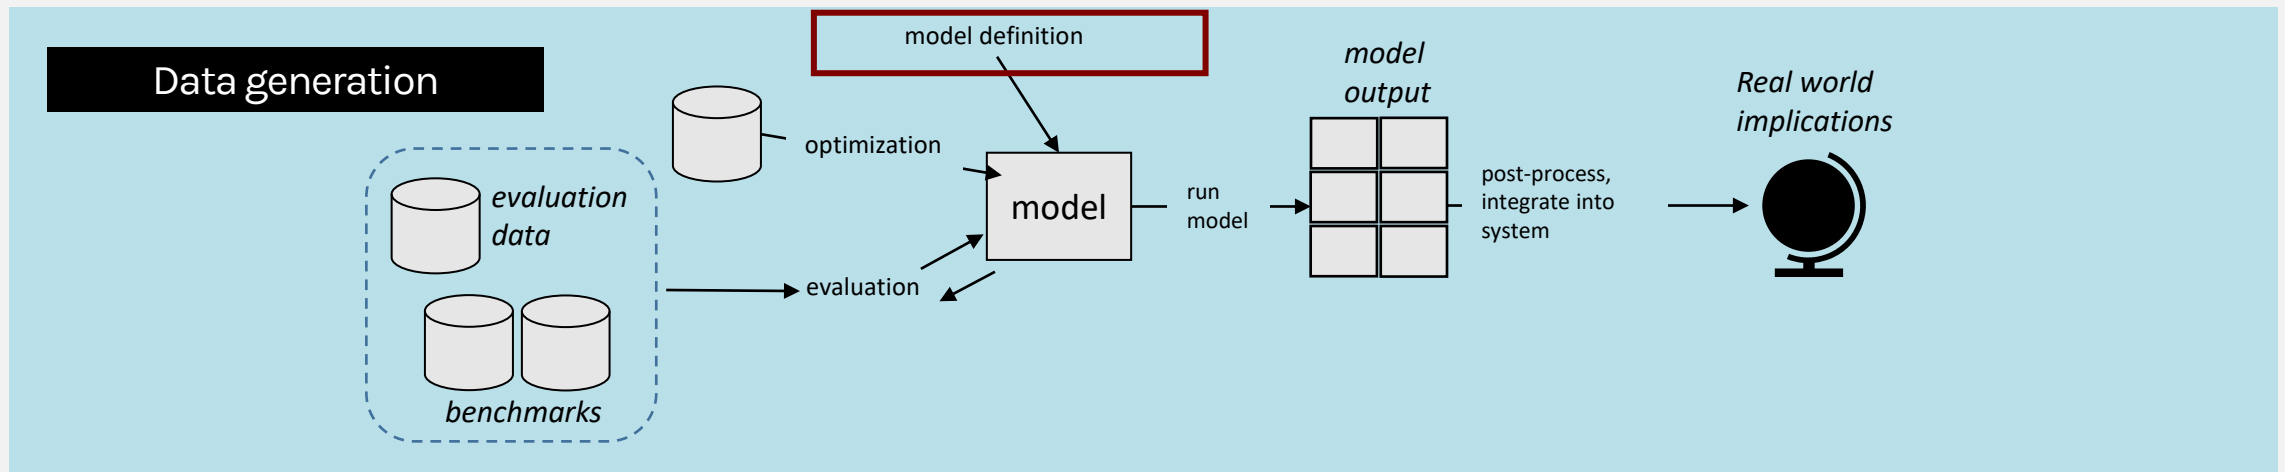 Data generation
model definition
optimization
evaluation
data
benchmarks
evaluation
model
run
model
model
output
post-process,
integrate into
system
Real world
implications